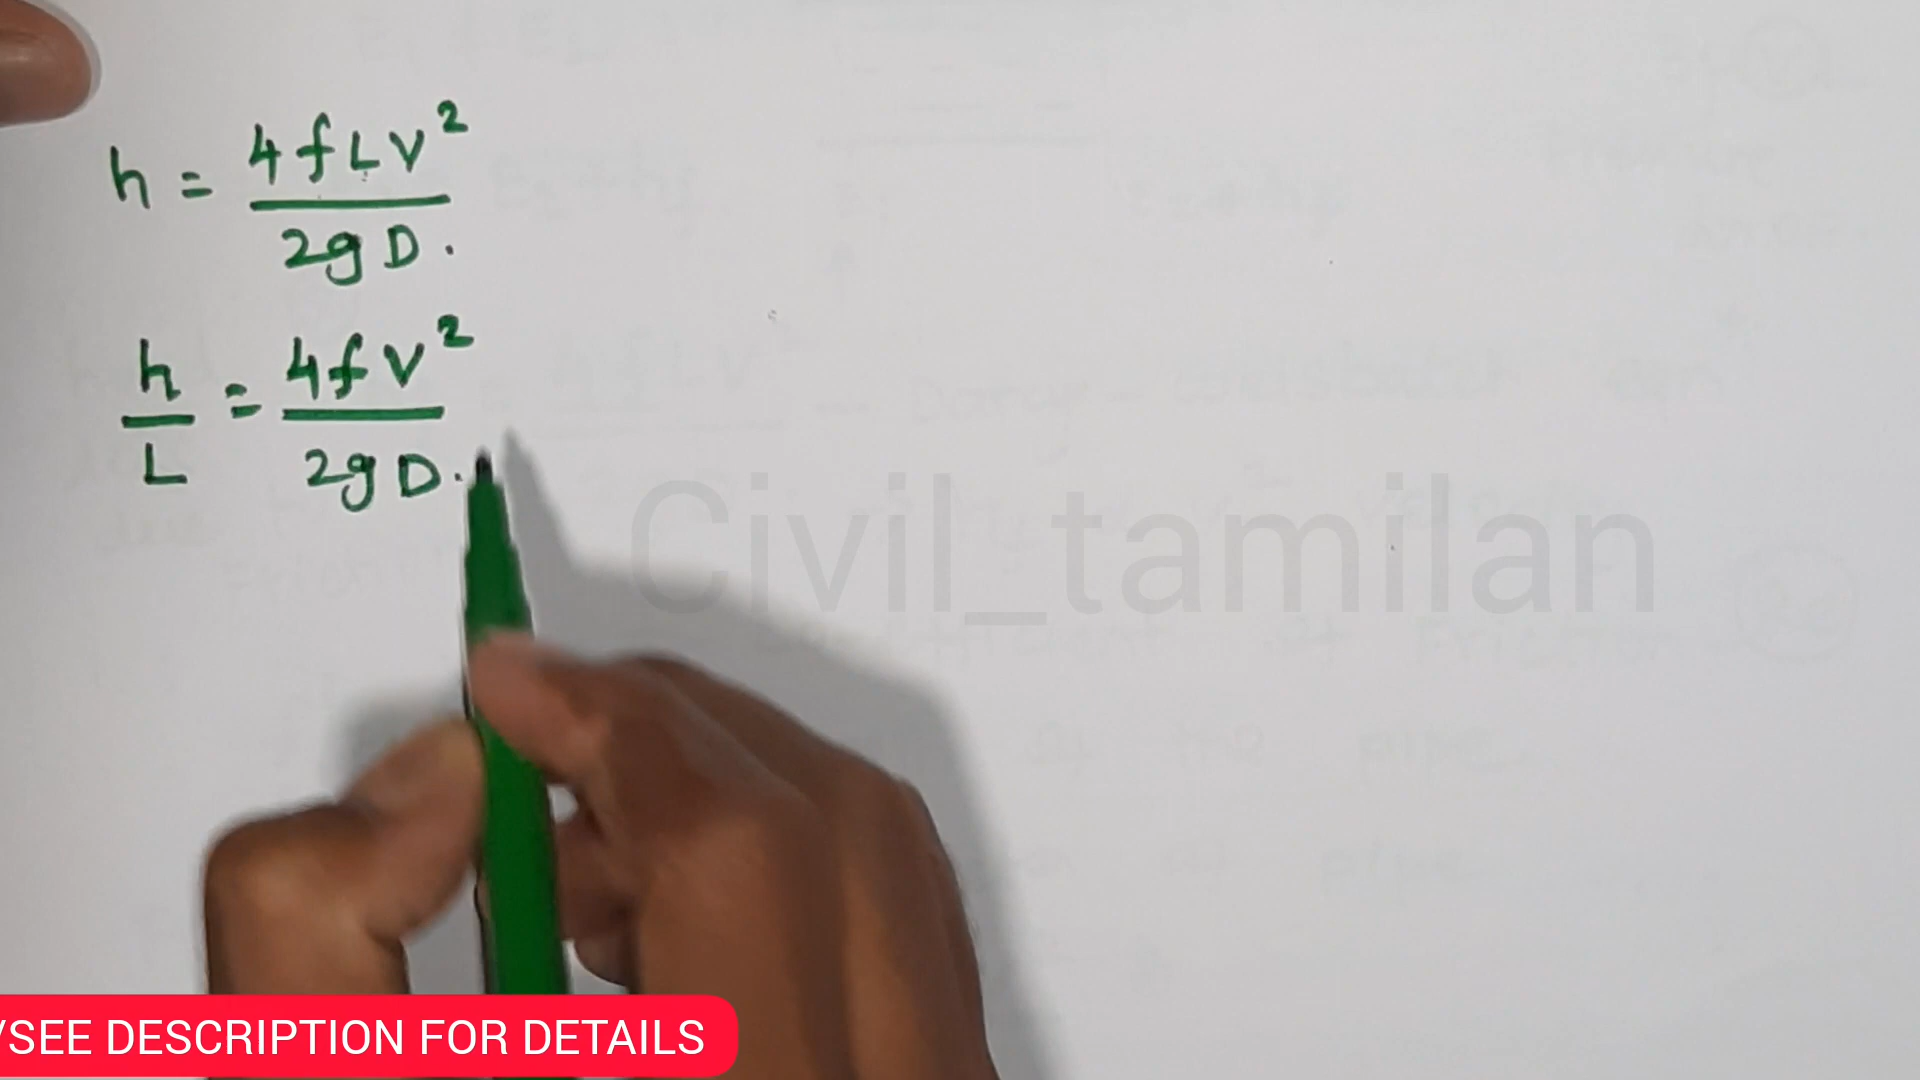 h = 4fLV²/2gD.
h/L = 4fV²/2gD.
Civil_tamilan
/SEE DESCRIPTION FOR DETAILS